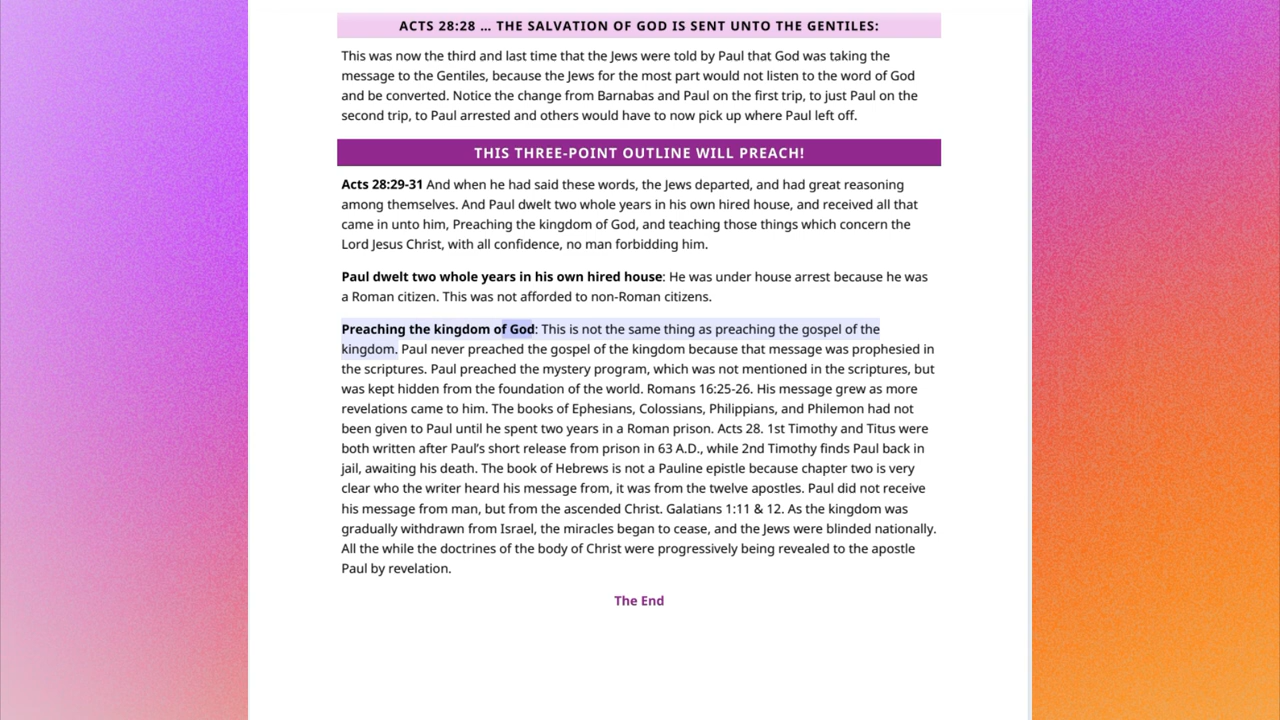 ACTS 28:28 … THE SALVATION OF GOD IS SENT UNTO THE GENTILES:
This was now the third and last time that the Jews were told by Paul that God was taking the
message to the Gentiles, because the Jews for the most part would not listen to the word of God
and be converted. Notice the change from Barnabas and Paul on the first trip, to just Paul on the
second trip, to Paul arrested and others would have to now pick up where Paul left off.
THIS THREE-POINT OUTLINE WILL PREACH!
Acts 28:29-31 And when he had said these words, the Jews departed, and had great reasoning
among themselves. And Paul dwelt two whole years in his own hired house, and received all that
came in unto him, Preaching the kingdom of God, and teaching those things which concern the
Lord Jesus Christ, with all confidence, no man forbidding him.
Paul dwelt two whole years in his own hired house: He was under house arrest because he was
a Roman citizen. This was not afforded to non-Roman citizens.
Preaching the kingdom of God: This is not the same thing as preaching the gospel of the
kingdom. Paul never preached the gospel of the kingdom because that message was prophesied in
the scriptures. Paul preached the mystery program, which was not mentioned in the scriptures, but
was kept hidden from the foundation of the world. Romans 16:25-26. His message grew as more
revelations came to him. The books of Ephesians, Colossians, Philippians, and Philemon had not
been given to Paul until he spent two years in a Roman prison. Acts 28. 1st Timothy and Titus were
both written after Paul’s short release from prison in 63 A.D., while 2nd Timothy finds Paul back in
jail, awaiting his death. The book of Hebrews is not a Pauline epistle because chapter two is very
clear who the writer heard his message from, it was from the twelve apostles. Paul did not receive
his message from man, but from the ascended Christ. Galatians 1:11 & 12. As the kingdom was
gradually withdrawn from Israel, the miracles began to cease, and the Jews were blinded nationally.
All the while the doctrines of the body of Christ were progressively being revealed to the apostle
Paul by revelation.
The End